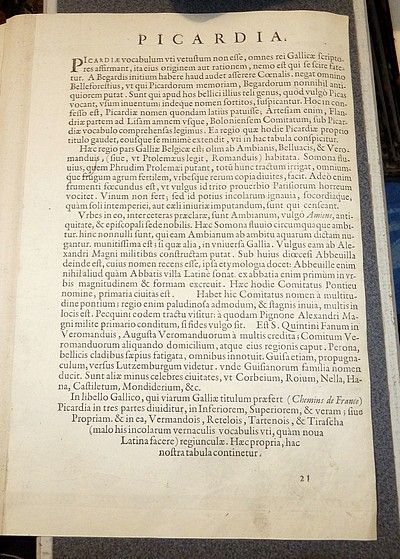 PICARDIA.
PICARDIÆ vocabulum vti vetustum non esse, omnes rei Gallicæ scripto-
res affirmant, ita eius originem aut rationem, nemo est qui se scire fate-
tur. A Begardis initium habere haud audet asserere Cœnalis. negat omnino
Belleforestius, vt qui Picardorum memoriam, Begardorum nonnihil anti-
quiorem putat. Sunt qui apud hos bellici illius teli genus, quod vulgò Picas
vocant, vsum inuentum: indeque nomen sortitos, suspicantur. Hoc in con-
fesso est, Picardiæ nomen quondam latius patuisse, Artesiam enim, Flan-
driæ partem ad Lisam amnem vsque, Boloniensem Comitatum, sub Picar-
diæ vocabulo comprehensas legimus. Ea regio quæ hodie Picardiæ proprio
titulo gaudet, eousque se minimè extendit, vti in hac tabula conspicitur.
Hæc regio pars Galliæ Belgicæ est: olim ab Ambianis, Belluacis, & Vero-
manduis, (siue, vt Ptolemæus legit, Romanduis) habitata. Somona flu-
uius, quem Phrudim Ptolemæi putant, totū hunc tractum irrigat, omnium-
que frugum agrum fertilem, vrbesque rerum copia diuites, facit. Adeo enim
frumenti fœcundus est, vt vulgus id trito prouerbio Parisiorum horreum
vocitet. Vinum non fert; sed id potius incolarum ignauia, socordiaque,
quàm soli intemperiei, aut cæli iniuriæ imputandum, sunt qui censeant.
Vrbes in eo, inter ceteras præclaræ, sunt Ambianum, vulgo Amiens, anti-
quitate, & episcopali sede nobilis. Hæc Somona fluuio circumquaque ambi-
tur. hinc nonnulli sunt, qui eam Ambianum ab ambitu aquarum dictam nu-
gantur. munitissima est: si quæ alia, in vniuersa Gallia. Vulgus eam ab Ale-
xandri Magni militibus constructam putat. Sub huius diœcesi Abbeuilla
deinde est, cuius nomen recens esse, ipsa etymologia docet: Abbeuille enim
nihil aliud quàm Abbatis villa Latinè sonat. ex abbatia enim primùm in vr-
bis magnitudinem & formam excreuit. Hæc hodie Comitatus Pontieu
nomine, primaria ciuitas est. Habet hic Comitatus nomen à multitu-
dine pontium: regio enim paludinosa admodum, & stagnis inuia, multis in
locis est. Pecquini eodem tractu visitur: à quodam Pignone Alexandri Ma-
gni milite primario conditum, si fides vulgo sit. Est S. Quintini Fanum in
Veromanduis, Augusta Veromanduorum à multis credita: Comitum Ve-
romanduorum aliquando domicilium, atque eius regionis caput. Perona,
bellicis cladibus sæpius fatigata, omnibus innotuit. Guisa etiam, propugna-
culum, versus Lutzemburgum videtur. vnde Guisanorum familia nomen
ducit. Sunt aliæ minus celebres ciuitates, vt Corbeium, Roium, Nella, Ha-
na, Castiletum, Mondiderium, &c.
In libello Gallico, qui viarum Galliæ titulum præfert (Chemins de France)
Picardia in tres partes diuiditur, in Inferiorem, Superiorem, & veram; siue
Propriam. & in ea, Vermandois, Retelois, Tartenois, & Tirascha
(malo his incolarum vernaculis vocabulis vti, quàm noua
Latina facere) regiunculæ. Hæc propria, hac
nostra tabula continetur.
21